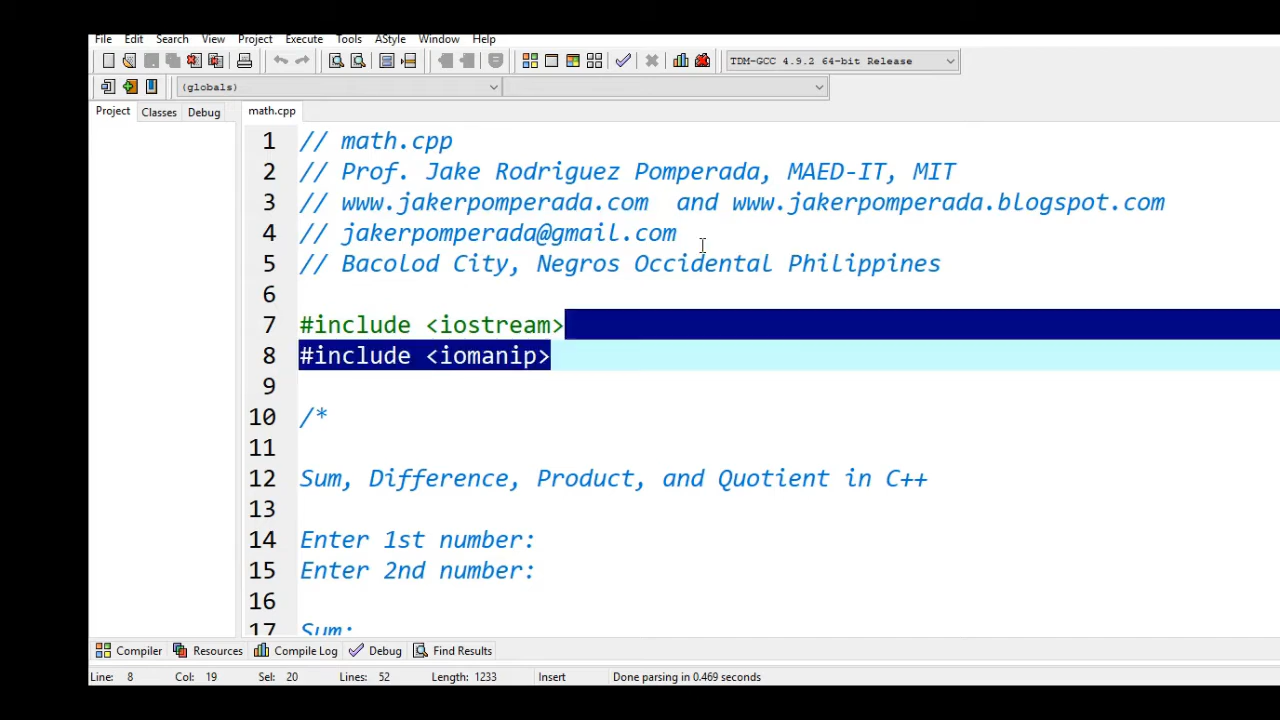 File Edit Search View Project Execute Tools AStyle Window Help
TDM-GCC 4.9.2 64-bit Release
(globals)
Project Classes Debug math.cpp
1 // math.cpp
2 // Prof. Jake Rodriguez Pomperada, MAED-IT, MIT
3 // www.jakerpomperada.com  and www.jakerpomperada.blogspot.com
4 // jakerpomperada@gmail.com
5 // Bacolod City, Negros Occidental Philippines
6
7 #include <iostream>
8 #include <iomanip>
9
10 /*
11
12 Sum, Difference, Product, and Quotient in C++
13
14 Enter 1st number:
15 Enter 2nd number:
16
17 Sum:
Compiler Resources Compile Log Debug Find Results
Line: 8 Col: 19 Sel: 20 Lines: 52 Length: 1233 Insert Done parsing in 0.469 seconds